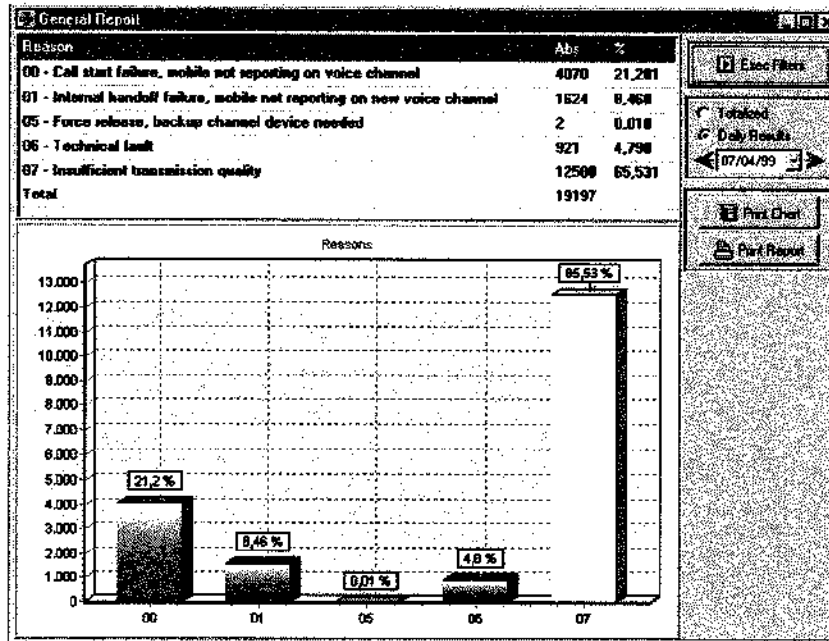 General Report
Reason Abs %
00 - Call start failure, mobile not reporting on voice channel 4070 21,201
01 - Internal handoff failure, mobile not reporting on new voice channel 1624 8,460
05 - Force release, backup channel device needed 2 0,010
06 - Technical fault 921 4,798
07 - Insufficient transmission quality 12580 65,531
Total 19197
Exec Filters
Totalized
Daily Results
07/04/99
Print Chart
Print Report
Reasons
13.000
12.000
11.000
10.000
9.000
8.000
7.000
6.000
5.000
4.000
3.000
2.000
1.000
0
21,2 %
8,46 %
0,01 %
4,8 %
65,53 %
00 01 05 06 07